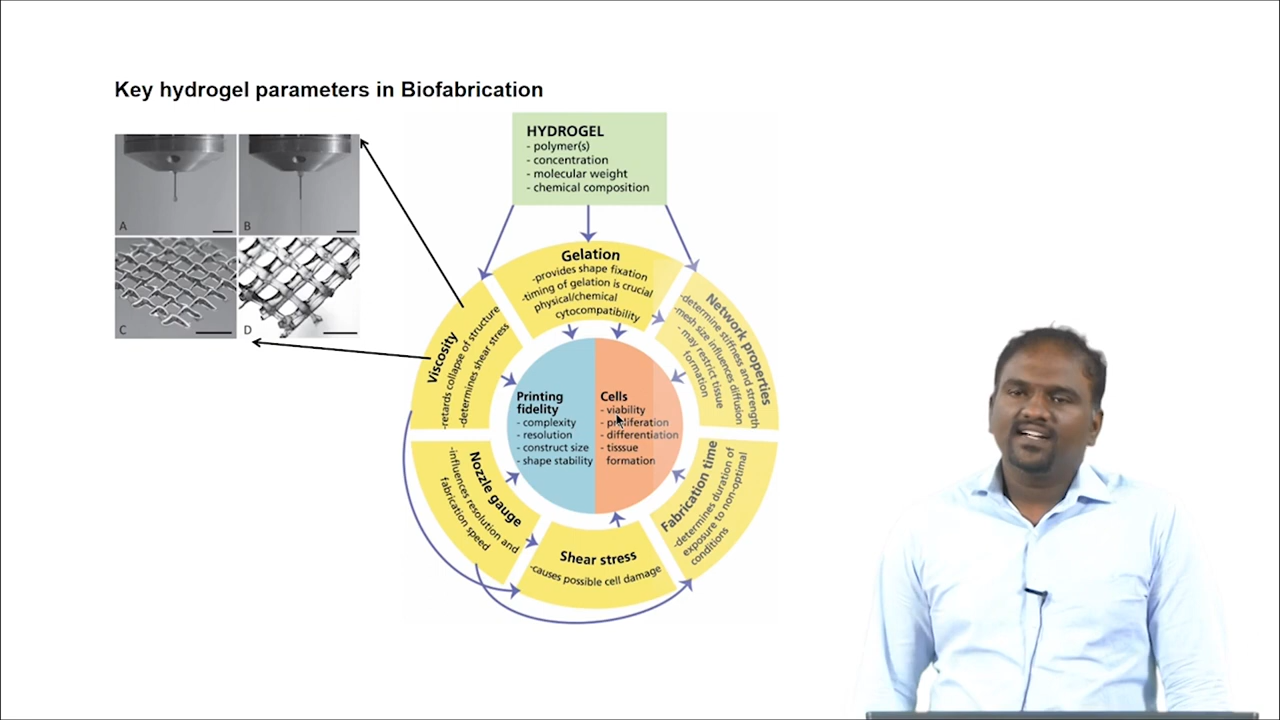 Key hydrogel parameters in Biofabrication
A
B
C
D
HYDROGEL
- polymer(s)
- concentration
- molecular weight
- chemical composition
Gelation
-provides shape fixation
-timing of gelation is crucial
physical/chemical
cytocompatibility
Network properties
-determine stiffness and strength
-mesh size influences diffusion
- may restrict tissue
formation
Viscosity
-retards collapse of structure
-determines shear stress
Printing
fidelity
- complexity
- resolution
- construct size
- shape stability
Cells
- viability
- proliferation
- differentiation
- tisssue
formation
Nozzle gauge
-influences resolution and
fabrication speed
Shear stress
-causes possible cell damage
Fabrication time
-determines duration of
exposure to non-optimal
conditions